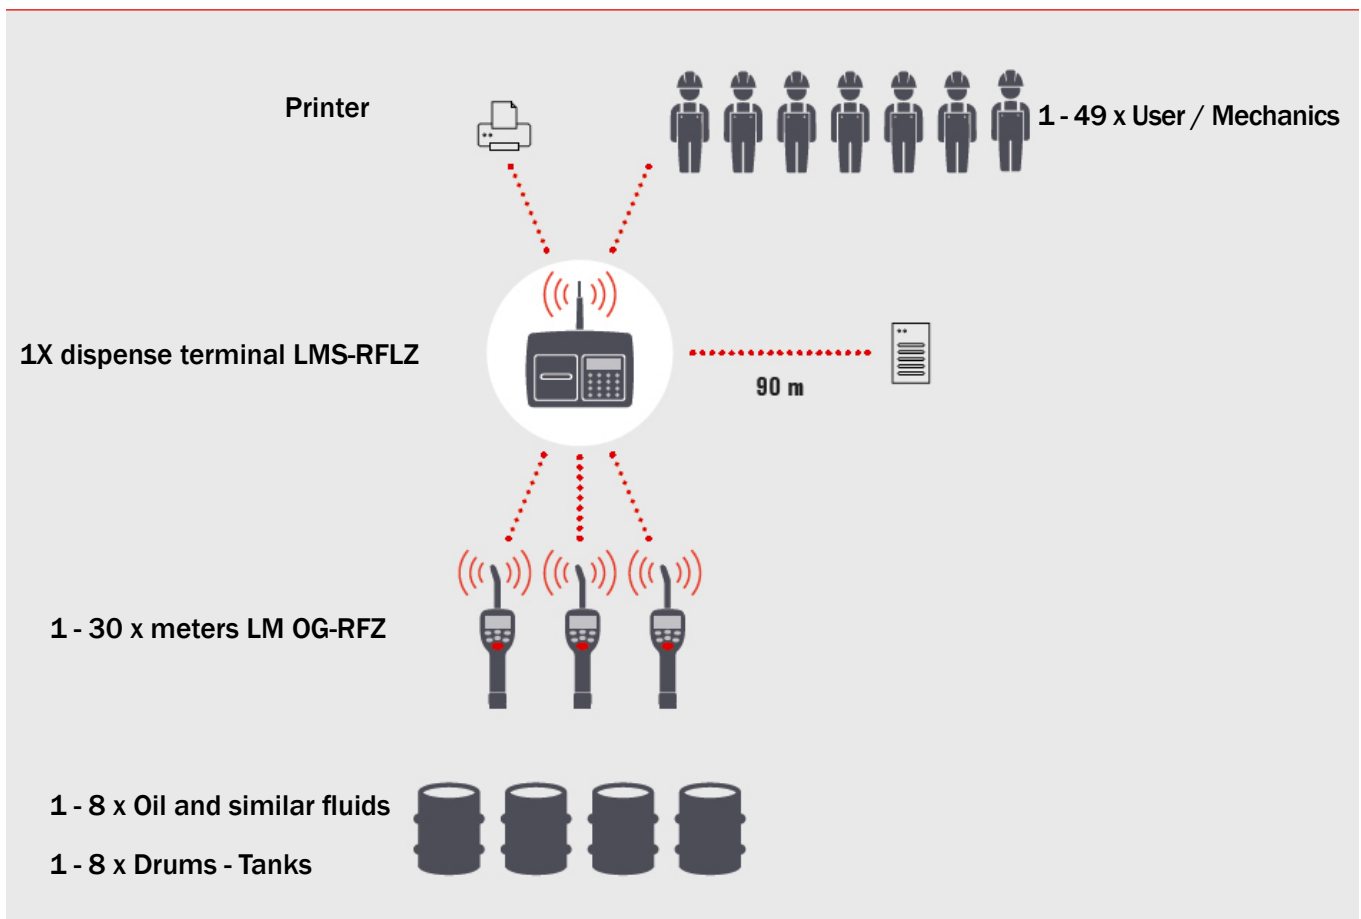 Printer
1 - 49 x User / Mechanics
1X dispense terminal LMS-RFLZ
90 m
1 - 30 x meters LM OG-RFZ
1 - 8 x Oil and similar fluids
1 - 8 x Drums - Tanks